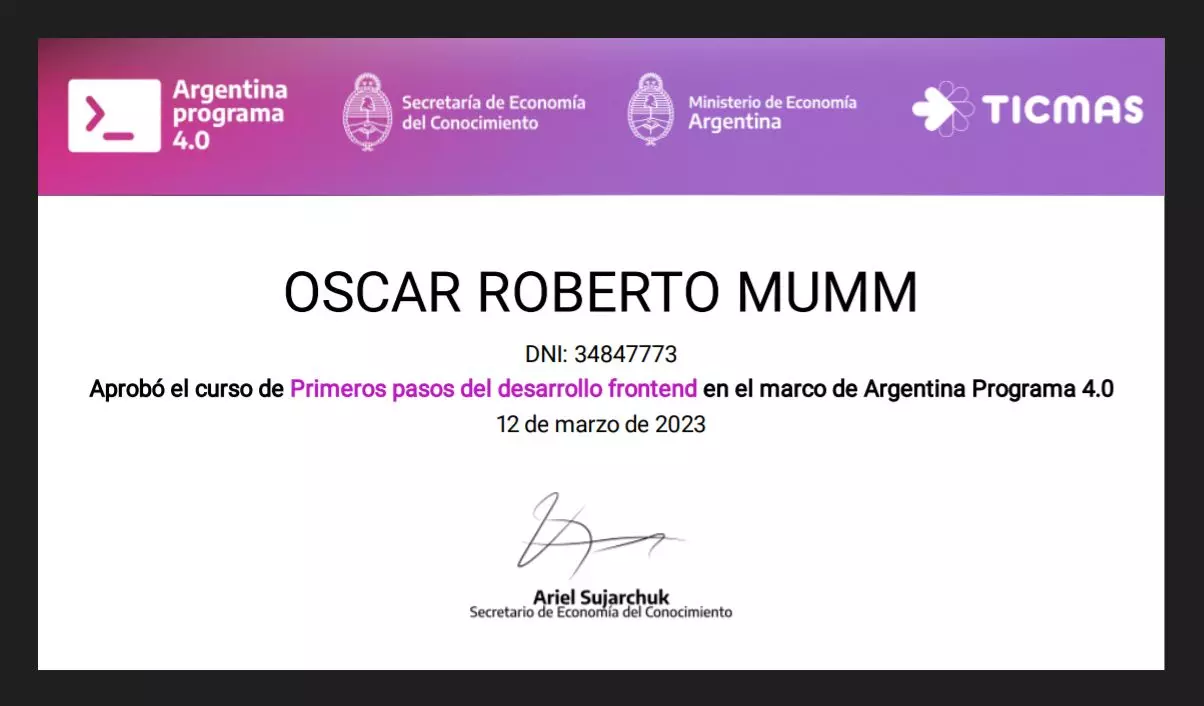 Argentina
programa
4.0
Secretaría de Economía
del Conocimiento
Ministerio de Economía
Argentina
TICMAS
OSCAR ROBERTO MUMM
DNI: 34847773
Aprobó el curso de Primeros pasos del desarrollo frontend en el marco de Argentina Programa 4.0
12 de marzo de 2023
Ariel Sujarchuk
Secretario de Economía del Conocimiento